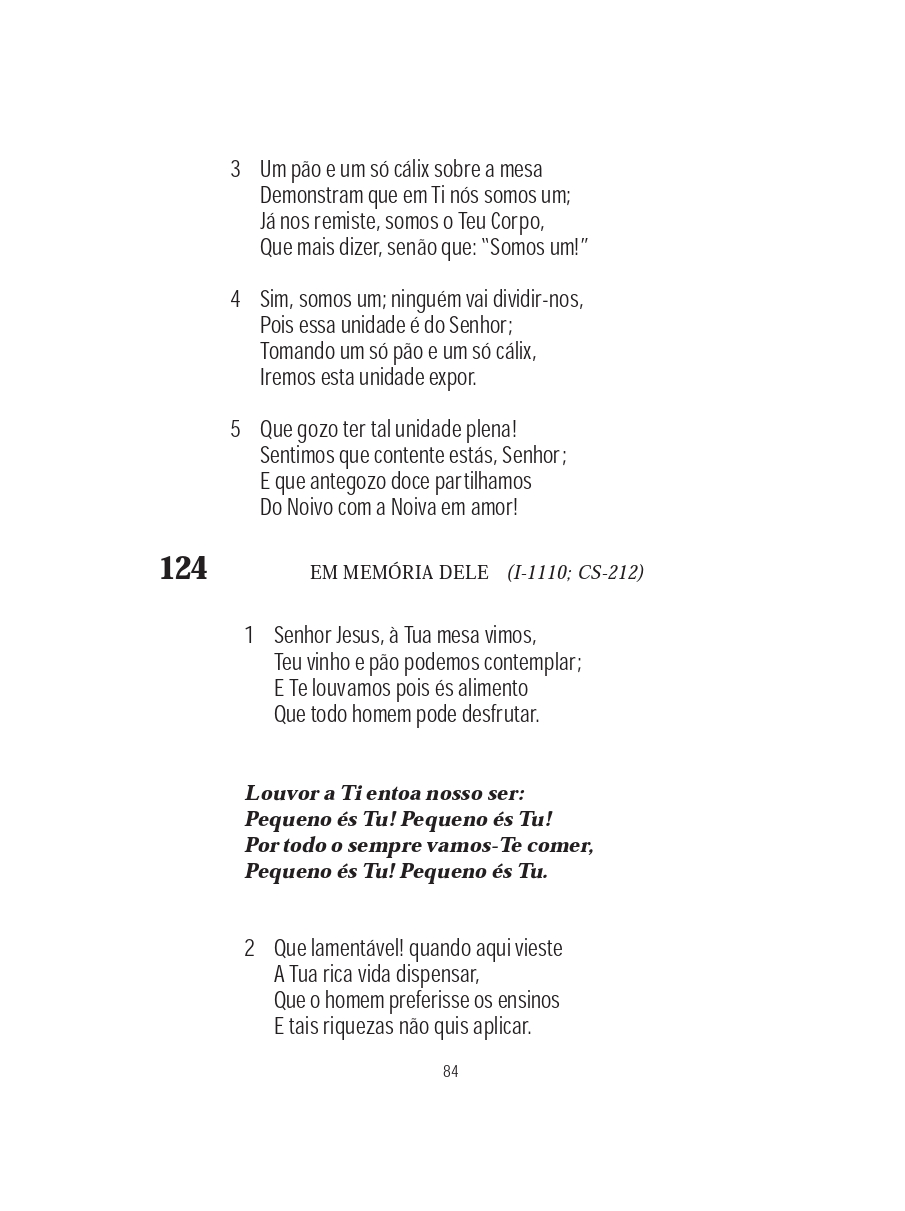 3 Um pão e um só cálix sobre a mesa
Demonstram que em Ti nós somos um;
Já nos remiste, somos o Teu Corpo,
Que mais dizer, senão que: “Somos um!”
4 Sim, somos um; ninguém vai dividir-nos,
Pois essa unidade é do Senhor;
Tomando um só pão e um só cálix,
Iremos esta unidade expor.
5 Que gozo ter tal unidade plena!
Sentimos que contente estás, Senhor;
E que antegozo doce partilhamos
Do Noivo com a Noiva em amor!
124 EM MEMÓRIA DELE (I-1110; CS-212)
1 Senhor Jesus, à Tua mesa vimos,
Teu vinho e pão podemos contemplar;
E Te louvamos pois és alimento
Que todo homem pode desfrutar.
Louvor a Ti entoa nosso ser:
Pequeno és Tu! Pequeno és Tu!
Por todo o sempre vamos-Te comer,
Pequeno és Tu! Pequeno és Tu.
2 Que lamentável! quando aqui vieste
A Tua rica vida dispensar,
Que o homem preferisse os ensinos
E tais riquezas não quis aplicar.
84